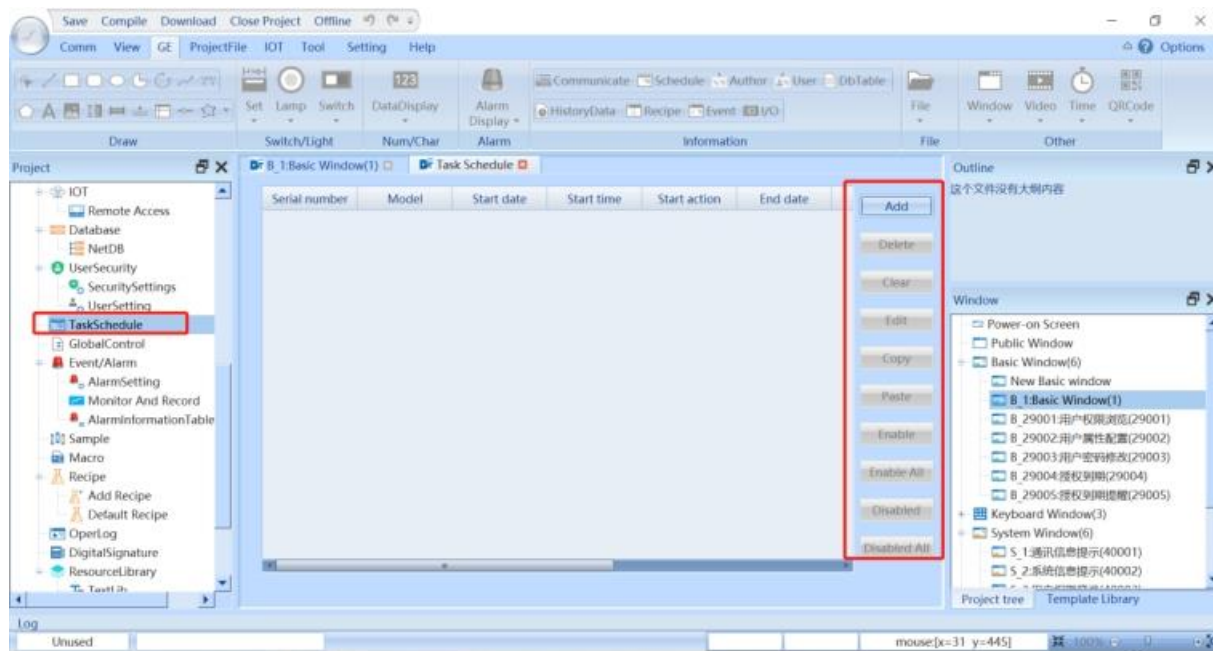 Save Compile Download Close Project Offline
Comm View GE ProjectFile IOT Tool Setting Help Options
Communicate Schedule Author User DbTable
Set Lamp Switch DataDisplay Alarm Display File Window Video Time QRCode
HistoryData Recipe Event I/O
Draw Switch/Light Num/Char Alarm Information File Other
Project
IOT
Remote Access
Database
NetDB
UserSecurity
SecuritySettings
UserSetting
TaskSchedule
GlobalControl
Event/Alarm
AlarmSetting
Monitor And Record
AlarmInformationTable
Sample
Macro
Recipe
Add Recipe
Default Recipe
OperLog
DigitalSignature
ResourceLibrary
TextLib
B_1:Basic Window(1) Task Schedule
Serial number Model Start date Start time Start action End date
Add
Delete
Clear
Edit
Copy
Paste
Enable
Enable All
Disabled
Disabled All
Outline
这个文件没有大纲内容
Window
Power-on Screen
Public Window
Basic Window(6)
New Basic window
B_1:Basic Window(1)
B_29001:用户权限浏览(29001)
B_29002:用户属性配置(29002)
B_29003:用户密码修改(29003)
B_29004:授权到期(29004)
B_29005:授权到期提醒(29005)
Keyboard Window(3)
System Window(6)
S_1:通讯信息提示(40001)
S_2:系统信息提示(40002)
Project tree Template Library
Log
Unused mouse:[x=31 y=445] 100%